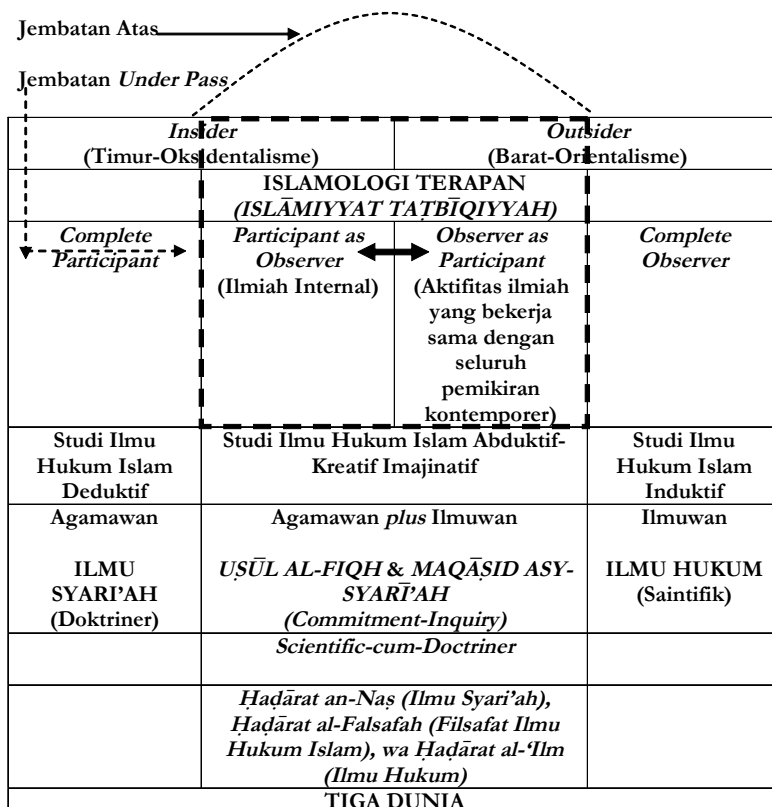 Jembatan Atas
Jembatan Under Pass
Insider
(Timur-Oksidentalisme)
Outsider
(Barat-Orientalisme)
ISLAMOLOGI TERAPAN
(ISLĀMIYYAT TAṬBĪQIYYAH)
Complete
Participant
Participant as
Observer
(Ilmiah Internal)
Observer as
Participant
(Aktifitas ilmiah
yang bekerja
sama dengan
seluruh
pemikiran
kontemporer)
Complete
Observer
Studi Ilmu
Hukum Islam
Deduktif
Studi Ilmu Hukum Islam Abduktif-
Kreatif Imajinatif
Studi Ilmu
Hukum Islam
Induktif
Agamawan
ILMU
SYARI'AH
(Doktriner)
Agamawan plus Ilmuwan
UṢŪL AL-FIQH & MAQĀṢID ASY-
SYARĪ'AH
(Commitment-Inquiry)
Ilmuwan
ILMU HUKUM
(Saintifik)
Scientific-cum-Doctriner
Ḥaḍārat an-Naṣ (Ilmu Syari'ah),
Ḥaḍārat al-Falsafah (Filsafat Ilmu
Hukum Islam), wa Ḥaḍārat al-‘Ilm
(Ilmu Hukum)
TIGA DUNIA